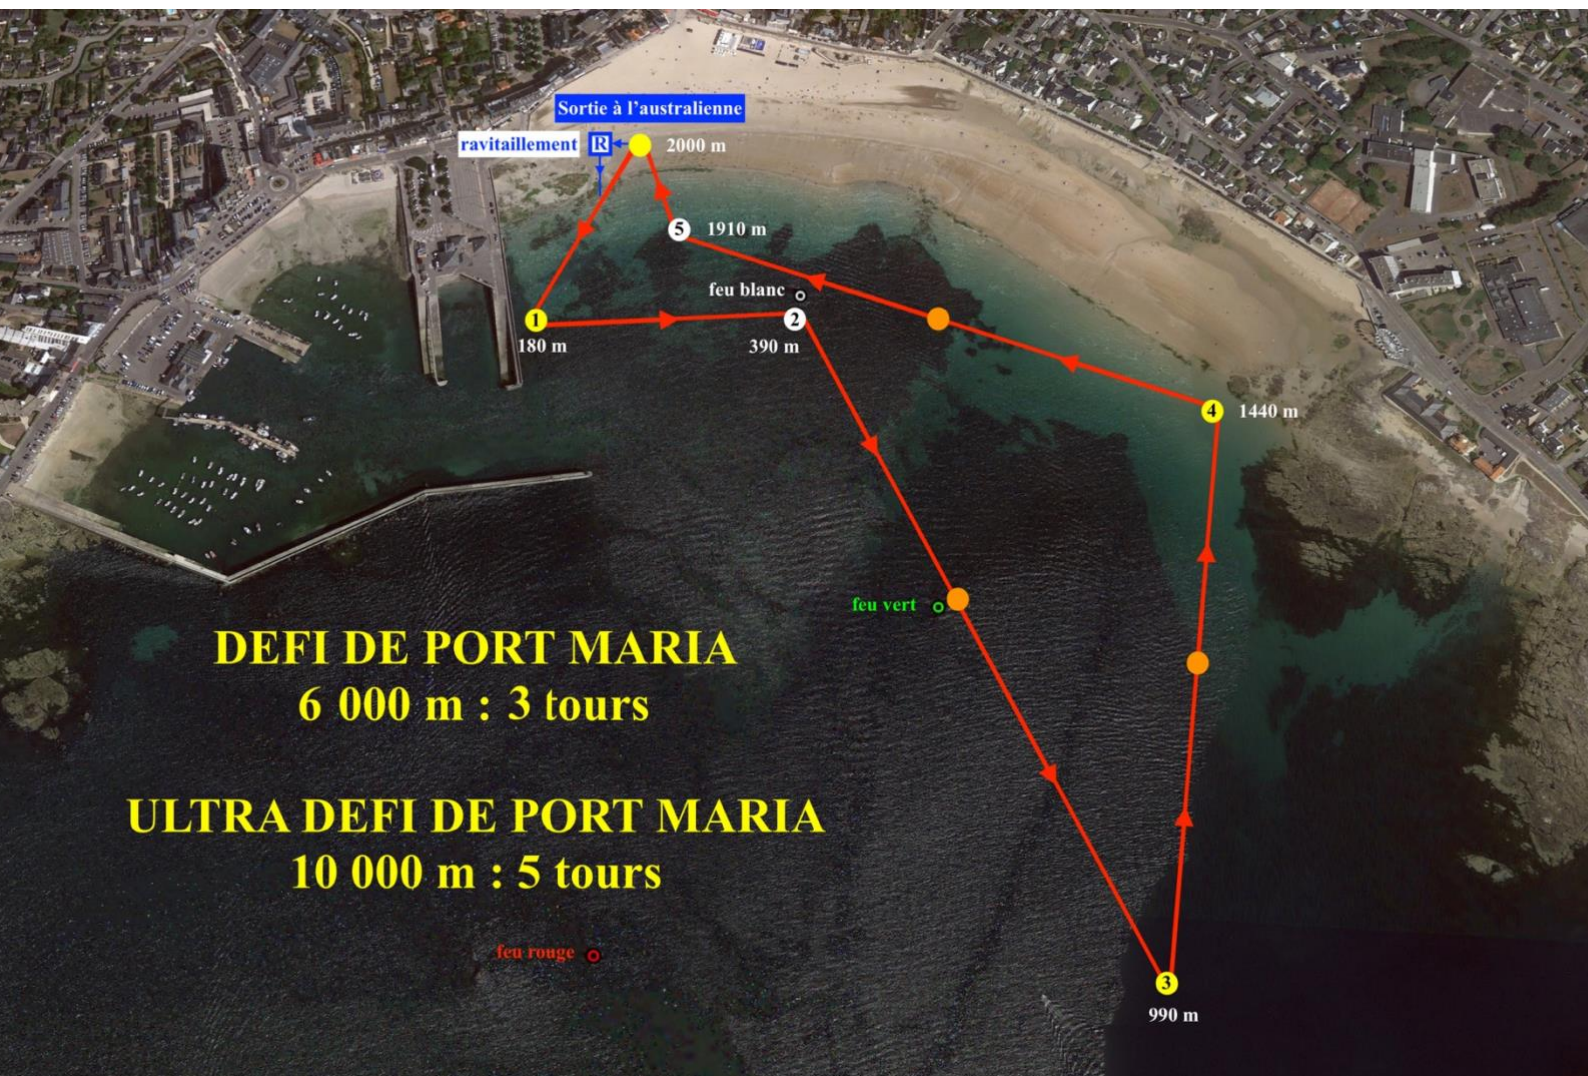 Sortie à l'australienne
ravitaillement R 2000 m
5 1910 m
feu blanc
1 2
180 m 390 m
4 1440 m
feu vert
DEFI DE PORT MARIA
6 000 m : 3 tours
ULTRA DEFI DE PORT MARIA
10 000 m : 5 tours
feu rouge
3
990 m